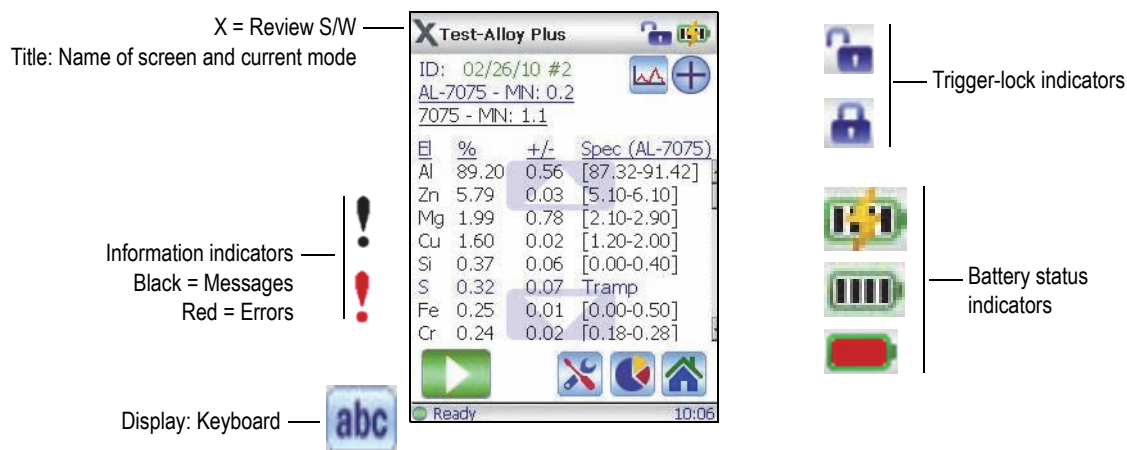 X = Review S/W
Title: Name of screen and current mode
X Test-Alloy Plus
ID: 02/26/10 #2
AL-7075 - MN: 0.2
7075 - MN: 1.1
El % +/- Spec (AL-7075)
Al 89.20 0.56 [87.32-91.42]
Zn 5.79 0.03 [5.10-6.10]
Mg 1.99 0.78 [2.10-2.90]
Cu 1.60 0.02 [1.20-2.00]
Si 0.37 0.06 [0.00-0.40]
S 0.32 0.07 Tramp
Fe 0.25 0.01 [0.00-0.50]
Cr 0.24 0.02 [0.18-0.28]
Ready 10:06
Information indicators
Black = Messages
Red = Errors
Display: Keyboard
abc
Trigger-lock indicators
Battery status
indicators